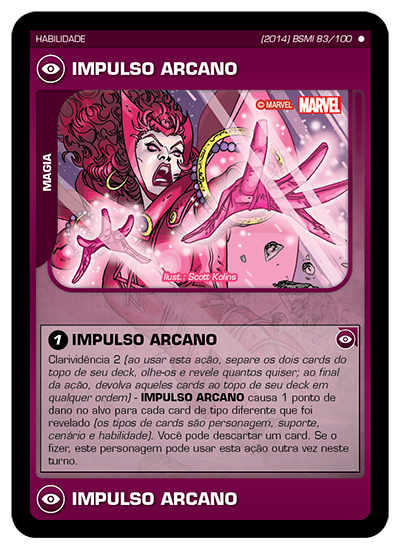 HABILIDADE
(2014) BSMI 83/100
IMPULSO ARCANO
© MARVEL MARVEL
MAGIA
Ilust.: Scott Kolins
1 IMPULSO ARCANO
Clarividência 2 (ao usar esta ação, separe os dois cards do
topo de seu deck, olhe-os e revele quantos quiser; ao final
da ação, devolva aqueles cards ao topo de seu deck em
qualquer ordem) - IMPULSO ARCANO causa 1 ponto de
dano no alvo para cada card de tipo diferente que foi
revelado (os tipos de cards são personagem, suporte,
cenário e habilidade). Você pode descartar um card. Se o
fizer, este personagem pode usar esta ação outra vez neste
turno.
IMPULSO ARCANO